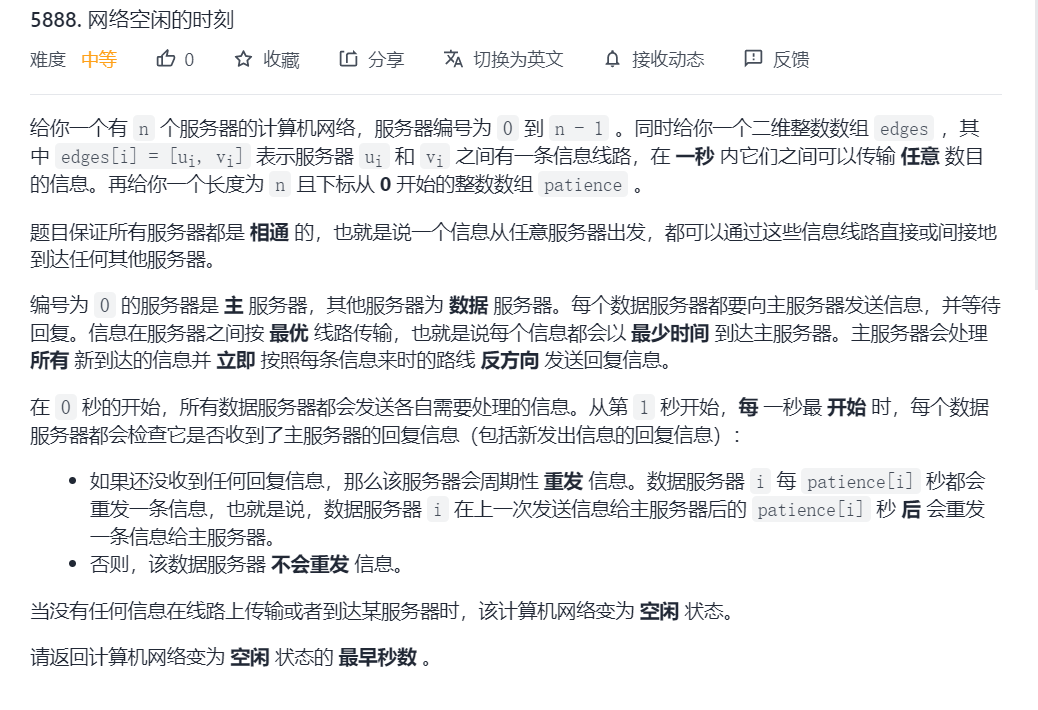 5888. 网络空闲的时刻
难度 中等 0 收藏 分享 切换为英文 接收动态 反馈
给你一个有 n 个服务器的计算机网络，服务器编号为 0 到 n - 1 。同时给你一个二维整数数组 edges ，其
中 edges[i] = [ui, vi] 表示服务器 ui 和 vi 之间有一条信息线路，在 一秒 内它们之间可以传输 任意 数目
的信息。再给你一个长度为 n 且下标从 0 开始的整数数组 patience 。
题目保证所有服务器都是 相通 的，也就是说一个信息从任意服务器出发，都可以通过这些信息线路直接或间接地
到达任何其他服务器。
编号为 0 的服务器是 主 服务器，其他服务器为 数据 服务器。每个数据服务器都要向主服务器发送信息，并等待
回复。信息在服务器之间按 最优 线路传输，也就是说每个信息都会以 最少时间 到达主服务器。主服务器会处理
所有 新到达的信息并 立即 按照每条信息来时的路线 反方向 发送回复信息。
在 0 秒的开始，所有数据服务器都会发送各自需要处理的信息。从第 1 秒开始，每 一秒最 开始 时，每个数据
服务器都会检查它是否收到了主服务器的回复信息（包括新发出信息的回复信息）：
• 如果还没收到任何回复信息，那么该服务器会周期性 重发 信息。数据服务器 i 每 patience[i] 秒都会
重发一条信息，也就是说，数据服务器 i 在上一次发送信息给主服务器后的 patience[i] 秒 后 会重发
一条信息给主服务器。
• 否则，该数据服务器 不会重发 信息。
当没有任何信息在线路上传输或者到达某服务器时，该计算机网络变为 空闲 状态。
请返回计算机网络变为 空闲 状态的 最早秒数 。